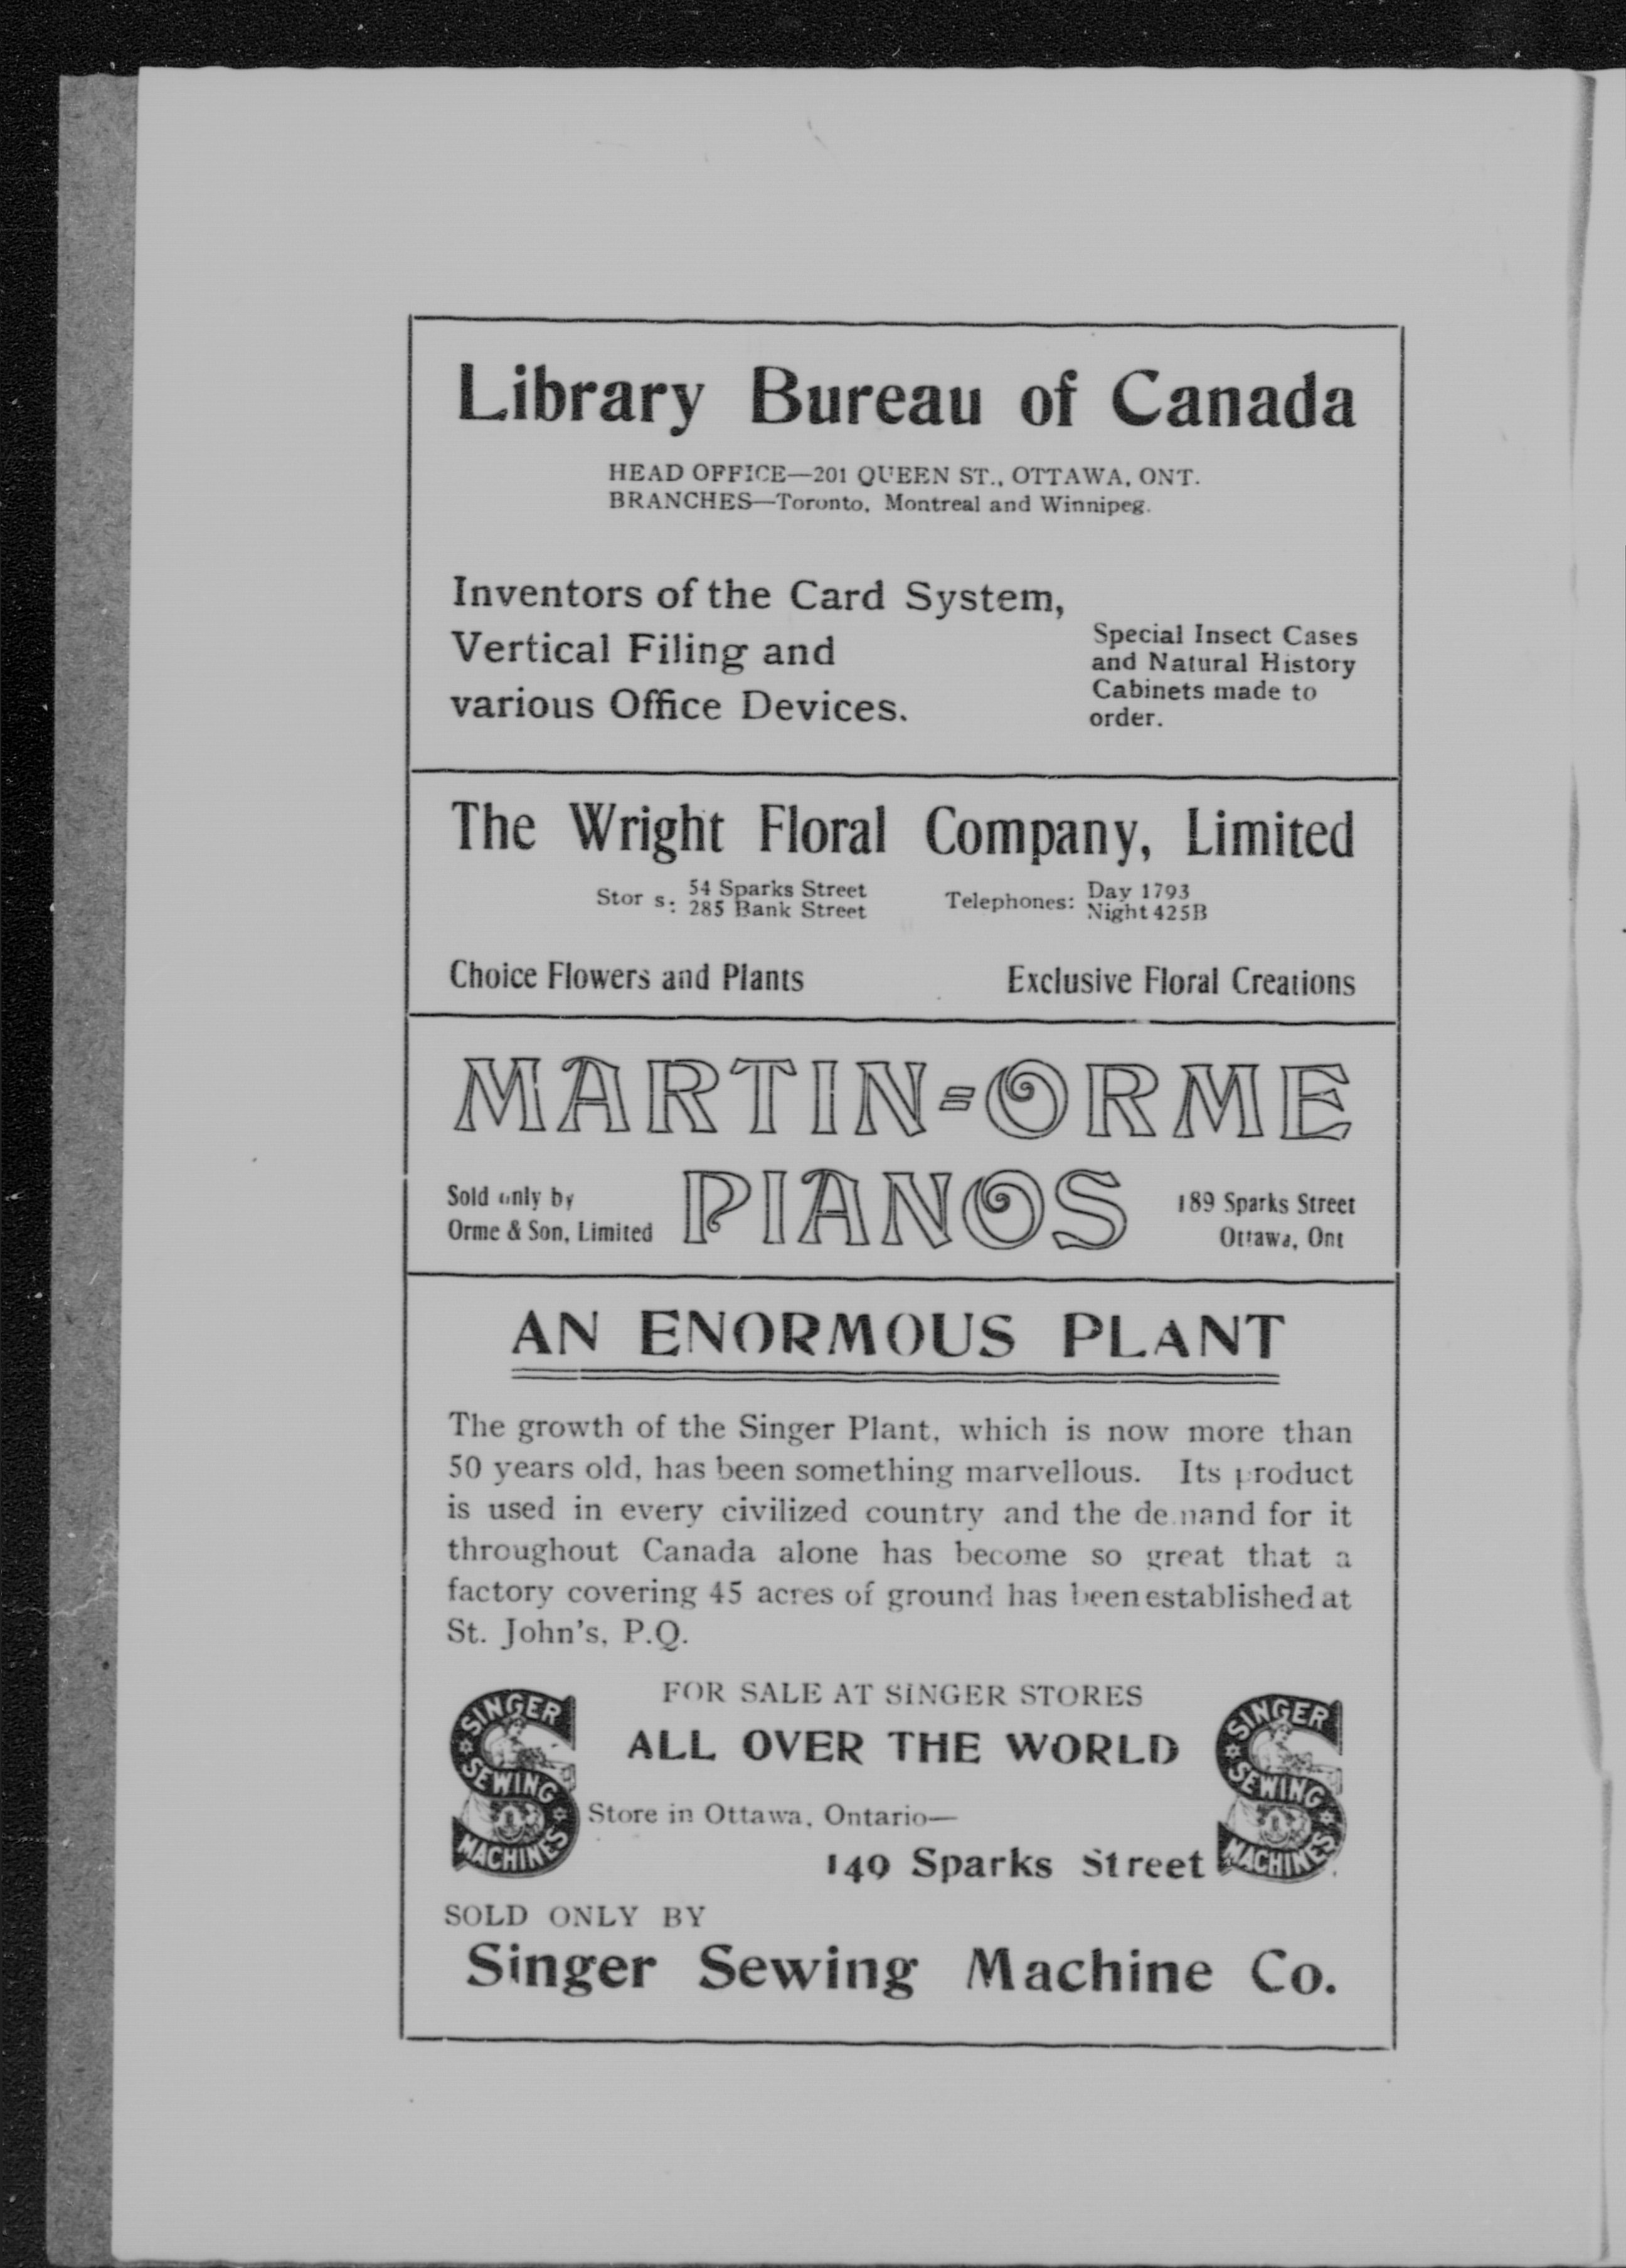 Library Bureau of Canada
HEAD OFFICE—201 QUEEN ST., OTTAWA, ONT.
BRANCHES—Toronto, Montreal and Winnipeg.
Inventors of the Card System,
Vertical Filing and
various Office Devices.
Special Insect Cases
and Natural History
Cabinets made to
order.
The Wright Floral Company, Limited
Stor s: 54 Sparks Street
285 Bank Street
Telephones: Day 1793
Night 425B
Choice Flowers and Plants
Exclusive Floral Creations
MARTIN=ORME
PIANOS
Sold only by
Orme & Son, Limited
189 Sparks Street
Ottawa, Ont
AN ENORMOUS PLANT
The growth of the Singer Plant, which is now more than
50 years old, has been something marvellous. Its product
is used in every civilized country and the demand for it
throughout Canada alone has become so great that a
factory covering 45 acres of ground has been established at
St. John's, P.Q.
FOR SALE AT SINGER STORES
ALL OVER THE WORLD
SINGER
SEWING
MACHINES
Store in Ottawa, Ontario—
149 Sparks Street
SINGER
SEWING
MACHINES
SOLD ONLY BY
Singer Sewing Machine Co.